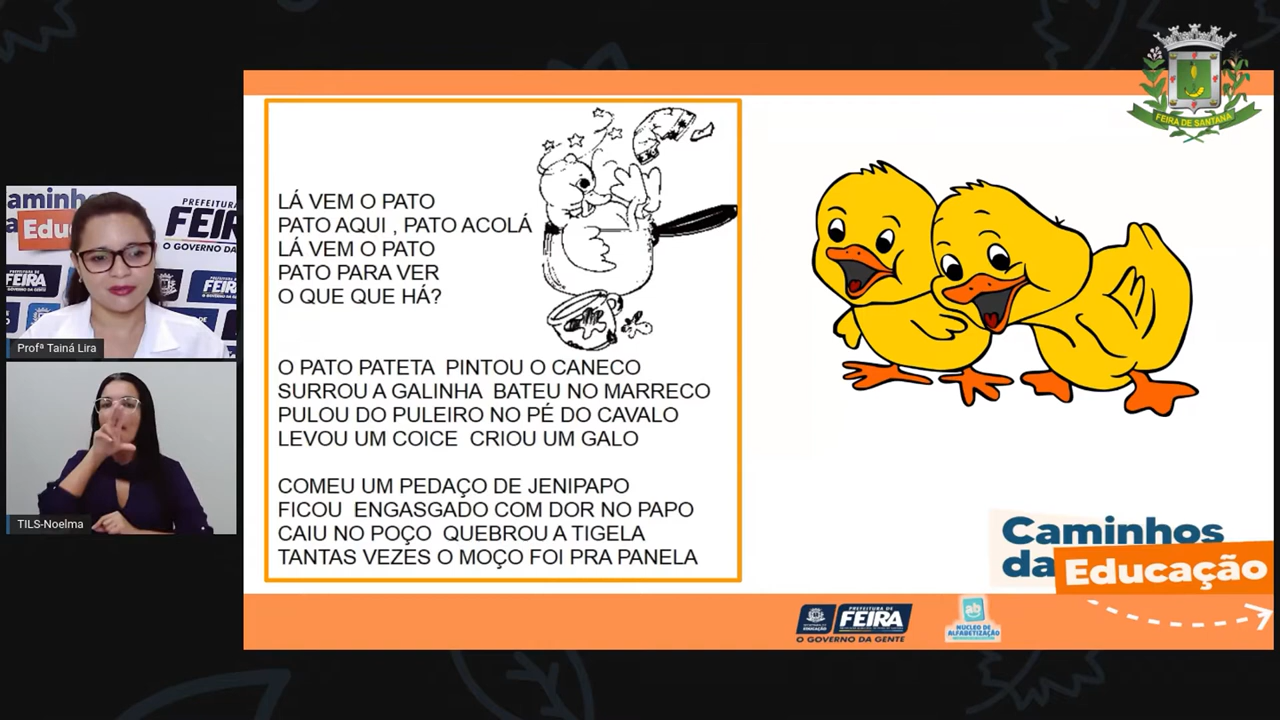 FEIRA DE SANTANA
LÁ VEM O PATO
PATO AQUI , PATO ACOLÁ
LÁ VEM O PATO
PATO PARA VER
O QUE QUE HÁ?
O PATO PATETA PINTOU O CANECO
SURROU A GALINHA BATEU NO MARRECO
PULOU DO PULEIRO NO PÉ DO CAVALO
LEVOU UM COICE CRIOU UM GALO
COMEU UM PEDAÇO DE JENIPAPO
FICOU ENGASGADO COM DOR NO PAPO
CAIU NO POÇO QUEBROU A TIGELA
TANTAS VEZES O MOÇO FOI PRA PANELA
Profª Tainá Lira
TILS-Noelma
Caminhos
da Educação
PREFEITURA DE
FEIRA
O GOVERNO DA GENTE
ab
NÚCLEO DE
ALFABETIZAÇÃO